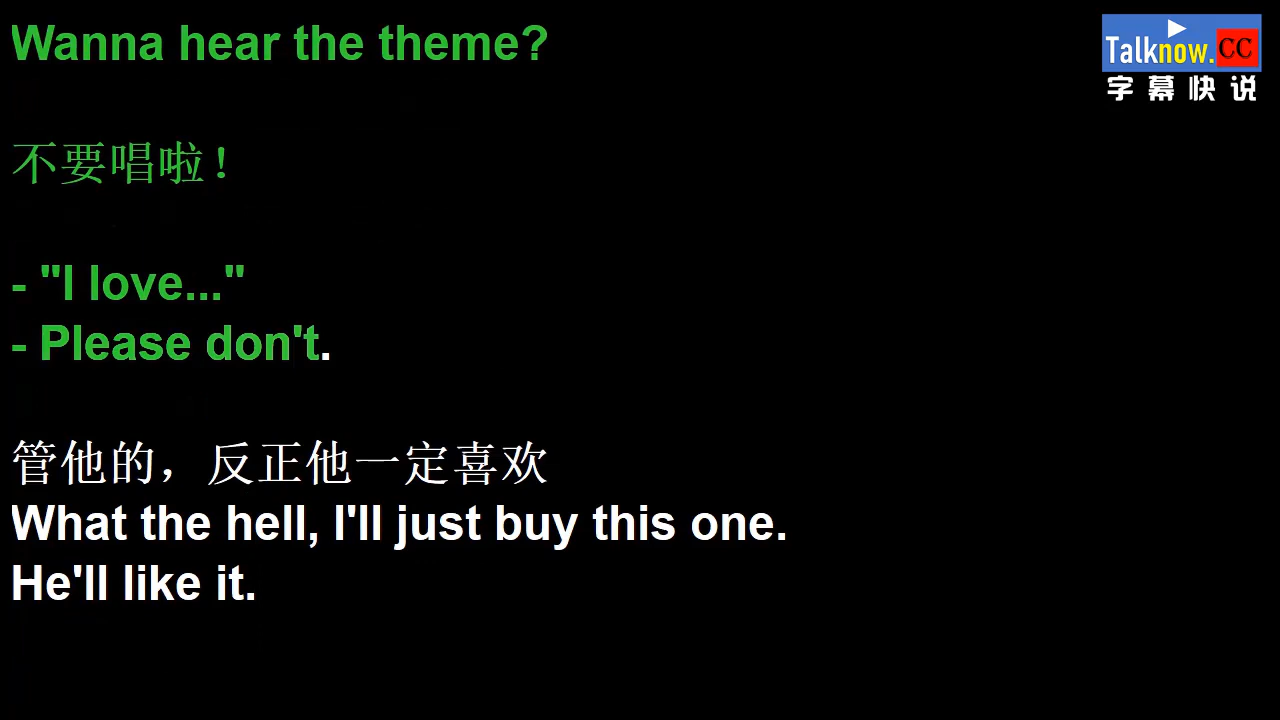 Wanna hear the theme?
Talknow.CC
字幕快说
不要唱啦！
- "I love..."
- Please don't.
管他的，反正他一定喜欢
What the hell, I'll just buy this one.
He'll like it.